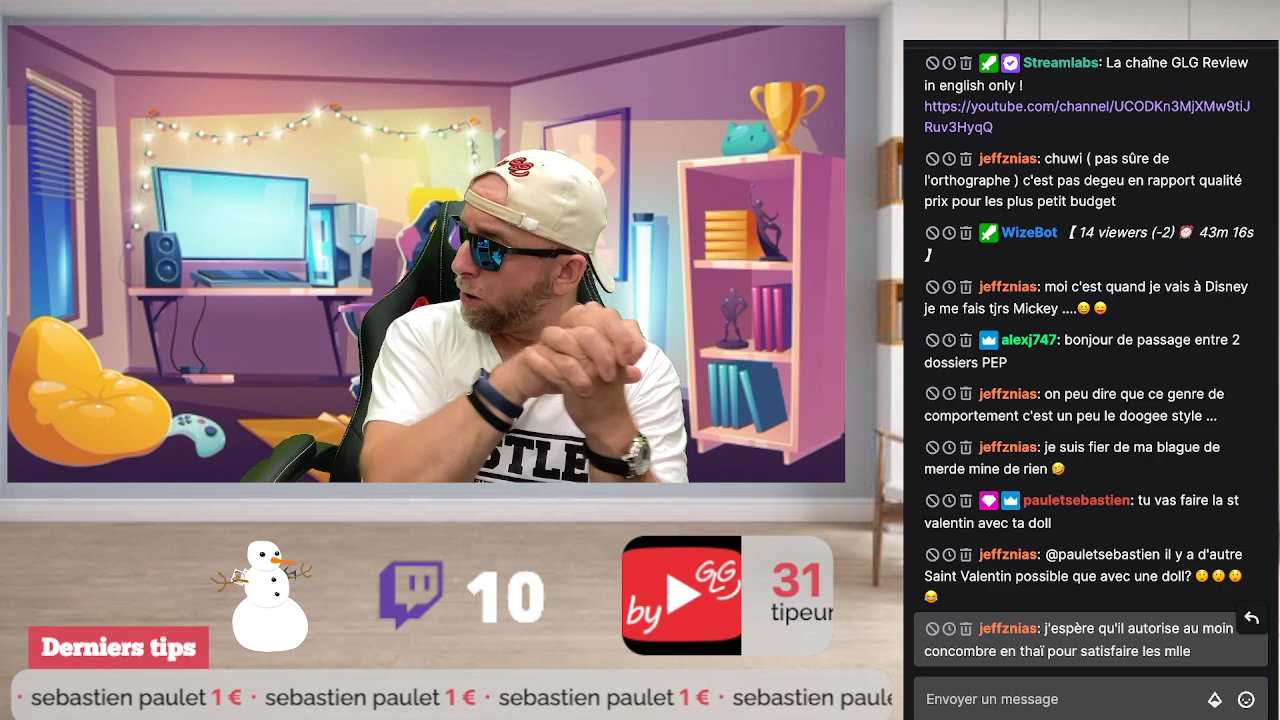 Streamlabs: La chaîne GLG Review
in english only !
https://youtube.com/channel/UCODKn3MjXMw9tiJ
Ruv3HyqQ
jeffznias: chuwi ( pas sûre de
l'orthographe ) c'est pas degeu en rapport qualité
prix pour les plus petit budget
WizeBot 【 14 viewers (-2) ⏰ 43m 16s
】
jeffznias: moi c'est quand je vais à Disney
je me fais tjrs Mickey ....😊 😛
alexj747: bonjour de passage entre 2
dossiers PEP
jeffznias: on peu dire que ce genre de
comportement c'est un peu le doogee style ...
jeffznias: je suis fier de ma blague de
merde mine de rien 🤣
pauletsebastien: tu vas faire la st
valentin avec ta doll
jeffznias: @pauletsebastien il y a d'autre
Saint Valentin possible que avec une doll? 🤨 🤨 🤨
😂
jeffznias: j'espère qu'il autorise au moin
concombre en thaï pour satisfaire les mlle
Envoyer un message
STLE
10
by GLG
31
tipeur
Derniers tips
· sebastien paulet 1 € · sebastien paulet 1 € · sebastien paulet 1 € · sebastien paule